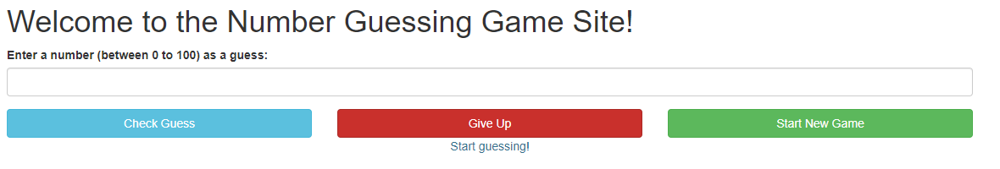 Welcome to the Number Guessing Game Site!
Enter a number (between 0 to 100) as a guess:
Check Guess
Give Up
Start New Game
Start guessing!